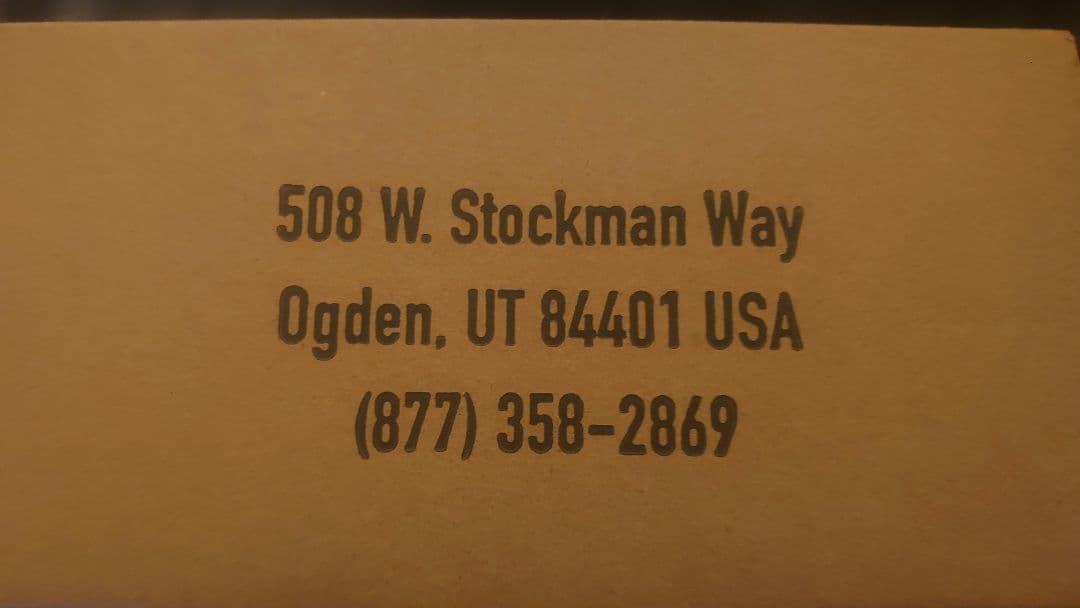 508 W. Stockman Way
Ogden, UT 84401 USA
(877) 358-2869